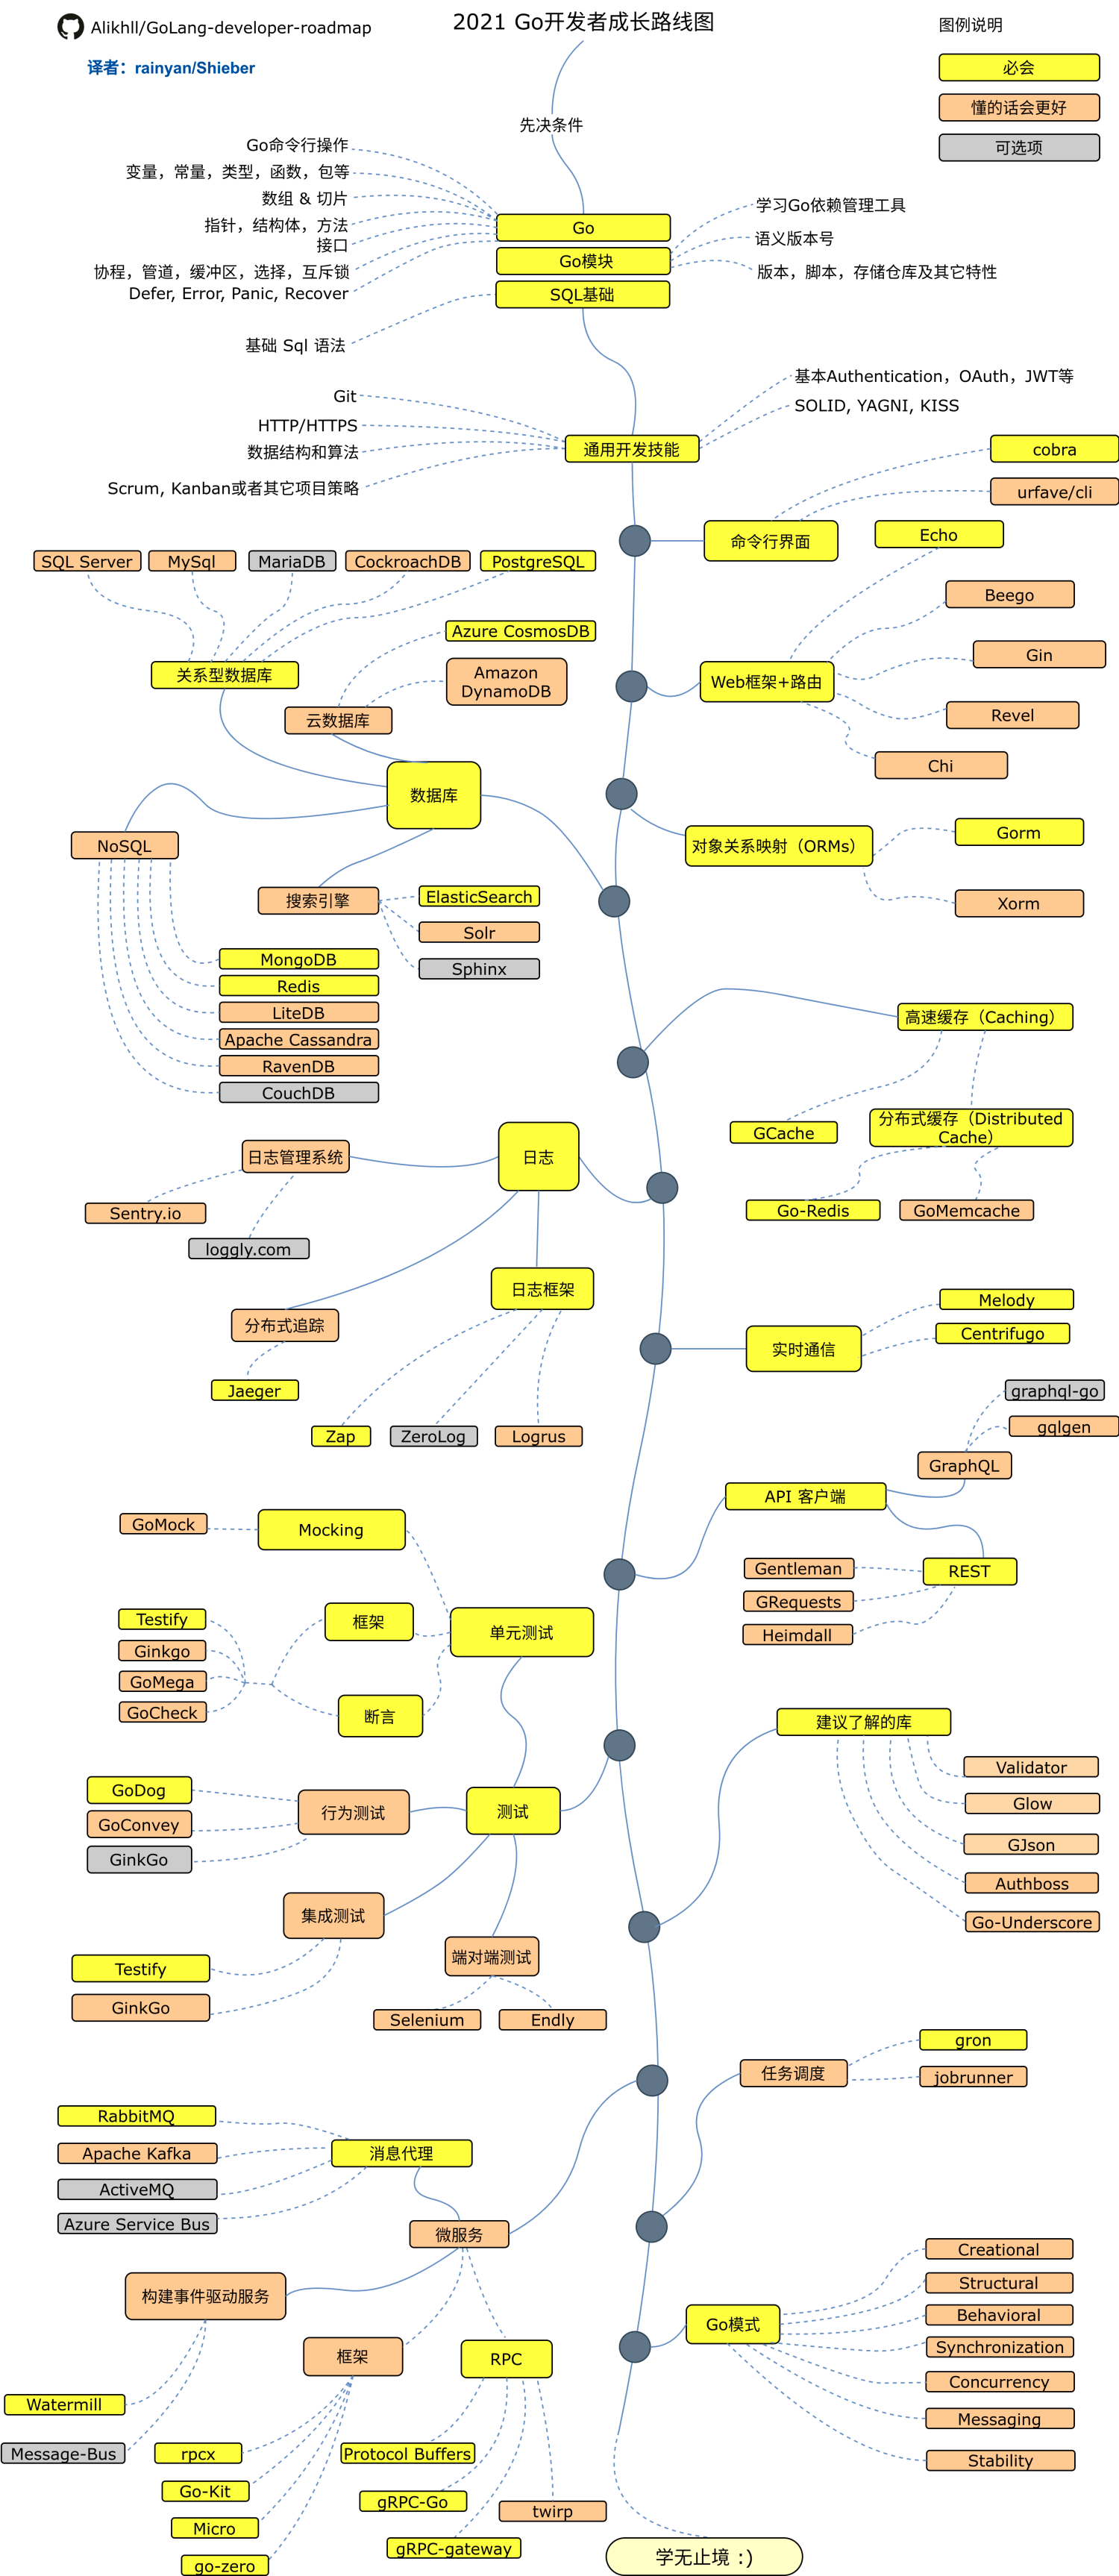 Alikhll/GoLang-developer-roadmap
2021 Go开发者成长路线图
图例说明
译者：rainyan/Shieber
必会
懂的话会更好
可选项
先决条件
Go命令行操作
变量，常量，类型，函数，包等
数组 & 切片
指针，结构体，方法
接口
协程，管道，缓冲区，选择，互斥锁
Defer, Error, Panic, Recover
Go
Go模块
SQL基础
学习Go依赖管理工具
语义版本号
版本，脚本，存储仓库及其它特性
基础 Sql 语法
Git
HTTP/HTTPS
数据结构和算法
Scrum, Kanban或者其它项目策略
通用开发技能
基本Authentication，OAuth，JWT等
SOLID, YAGNI, KISS
cobra
urfave/cli
命令行界面
Echo
Beego
Gin
Web框架+路由
Revel
Chi
SQL Server
MySql
MariaDB
CockroachDB
PostgreSQL
关系型数据库
Azure CosmosDB
Amazon
DynamoDB
云数据库
数据库
NoSQL
搜索引擎
ElasticSearch
Solr
Sphinx
MongoDB
Redis
LiteDB
Apache Cassandra
RavenDB
CouchDB
对象关系映射（ORMs）
Gorm
Xorm
高速缓存（Caching）
GCache
分布式缓存（Distributed
Cache）
Go-Redis
GoMemcache
日志
日志管理系统
Sentry.io
loggly.com
日志框架
分布式追踪
Jaeger
Zap
ZeroLog
Logrus
实时通信
Melody
Centrifugo
graphql-go
gqlgen
GraphQL
API 客户端
REST
Gentleman
GRequests
Heimdall
GoMock
Mocking
Testify
Ginkgo
GoMega
GoCheck
框架
断言
单元测试
建议了解的库
Validator
Glow
GJson
Authboss
Go-Underscore
GoDog
GoConvey
GinkGo
行为测试
测试
集成测试
端对端测试
Testify
GinkGo
Selenium
Endly
任务调度
gron
jobrunner
RabbitMQ
Apache Kafka
ActiveMQ
Azure Service Bus
消息代理
微服务
构建事件驱动服务
框架
RPC
Watermill
Message-Bus
rpcx
Go-Kit
Micro
go-zero
Protocol Buffers
gRPC-Go
gRPC-gateway
twirp
Go模式
Creational
Structural
Behavioral
Synchronization
Concurrency
Messaging
Stability
学无止境 :)